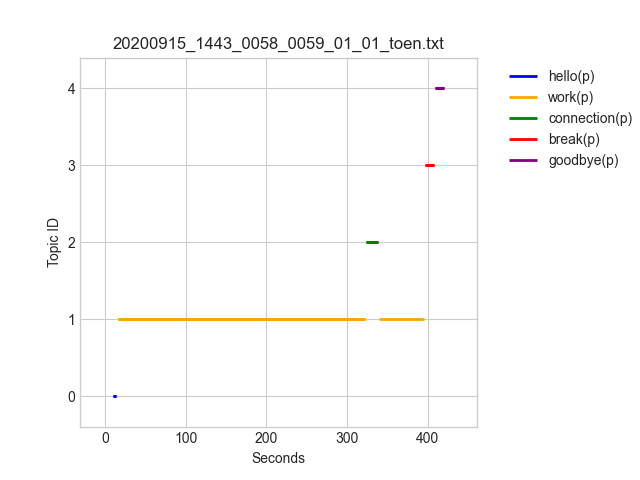 20200915_1443_0058_0059_01_01_toen.txt
hello(p)
work(p)
connection(p)
break(p)
goodbye(p)
Topic ID
4
3
2
1
0
0 100 200 300 400
Seconds